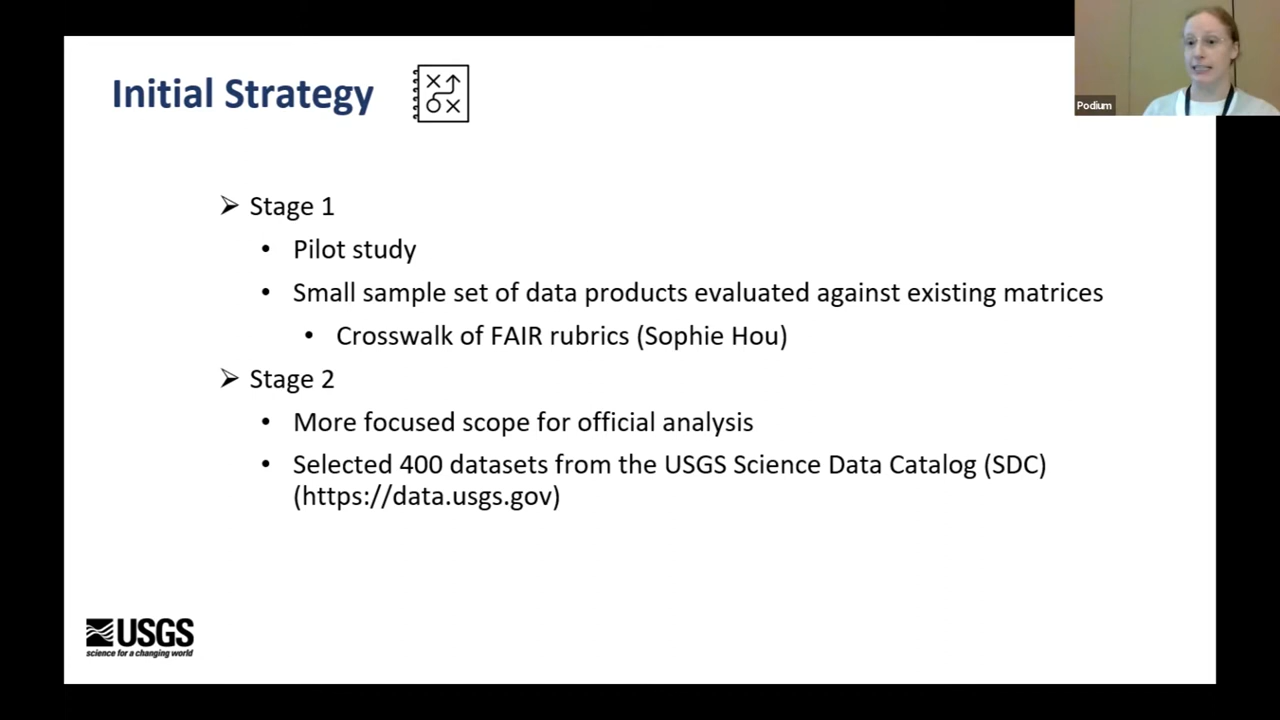 Initial Strategy
Podium
➢ Stage 1
• Pilot study
• Small sample set of data products evaluated against existing matrices
• Crosswalk of FAIR rubrics (Sophie Hou)
➢ Stage 2
• More focused scope for official analysis
• Selected 400 datasets from the USGS Science Data Catalog (SDC)
(https://data.usgs.gov)
USGS
science for a changing world